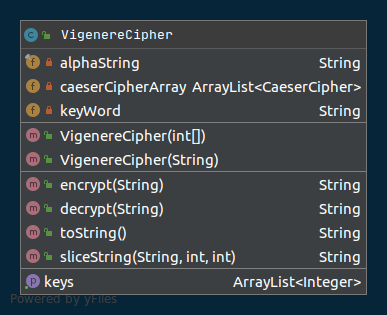 VigenereCipher
alphaString String
caeserCipherArray ArrayList<CaeserCipher>
keyWord String
VigenereCipher(int[])
VigenereCipher(String)
encrypt(String) String
decrypt(String) String
toString() String
sliceString(String, int, int) String
keys ArrayList<Integer>
Powered by yFiles